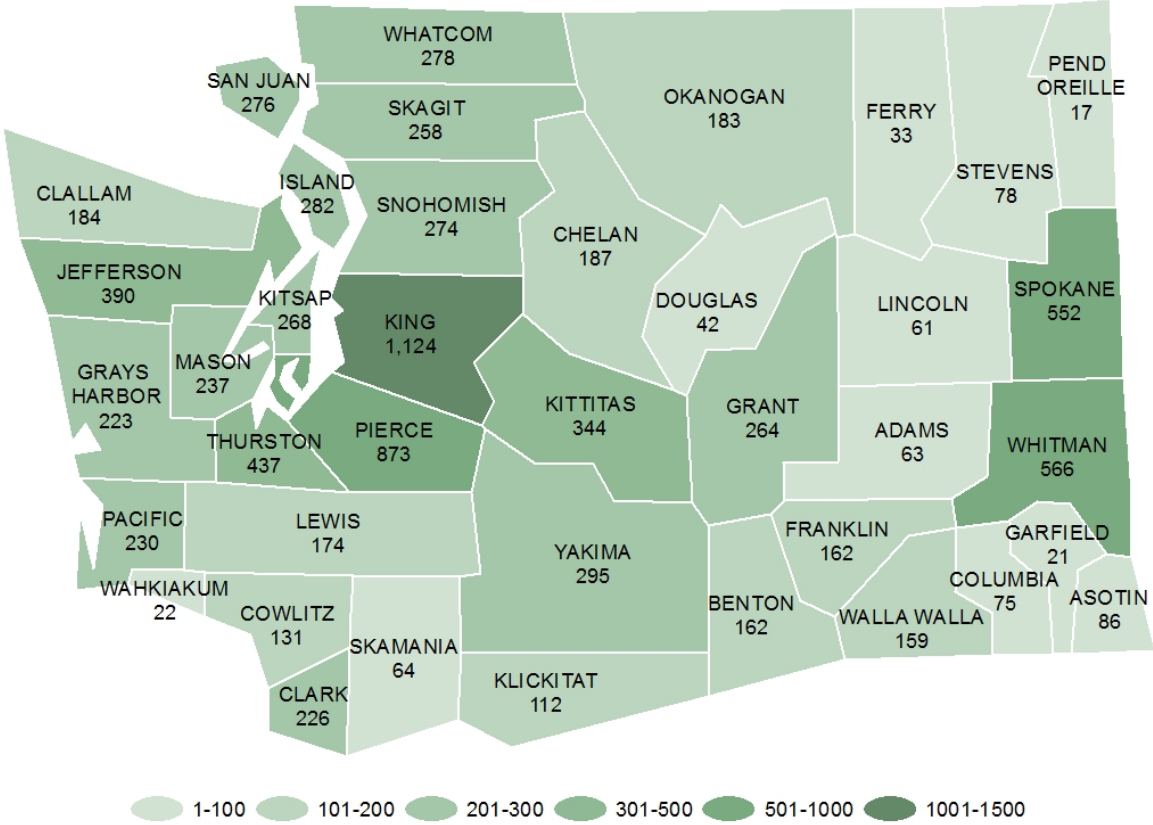 WHATCOM
278
SAN JUAN
276
SKAGIT
258
OKANOGAN
183
FERRY
33
PEND
OREILLE
17
STEVENS
78
CLALLAM
184
ISLAND
282
SNOHOMISH
274
CHELAN
187
JEFFERSON
390
KITSAP
268
KING
1,124
DOUGLAS
42
LINCOLN
61
SPOKANE
552
MASON
237
GRAYS
HARBOR
223
THURSTON
437
PIERCE
873
KITTITAS
344
GRANT
264
ADAMS
63
WHITMAN
566
PACIFIC
230
LEWIS
174
YAKIMA
295
FRANKLIN
162
GARFIELD
21
WAHKIAKUM
22
COWLITZ
131
SKAMANIA
64
BENTON
162
WALLA WALLA
159
COLUMBIA
75
ASOTIN
86
CLARK
226
KLICKITAT
112
1-100 101-200 201-300 301-500 501-1000 1001-1500